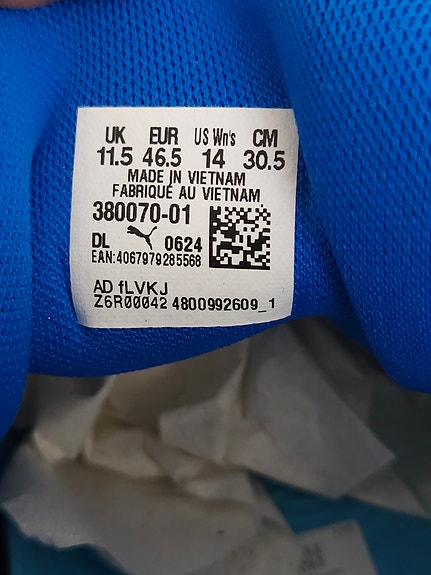 UK EUR US Wn's CM
11.5 46.5 14 30.5
MADE IN VIETNAM
FABRIQUÉ AU VIETNAM
380070-01
DL 0624
EAN:4067979285568
AD fLVKJ
Z6R00042 4800992609_1